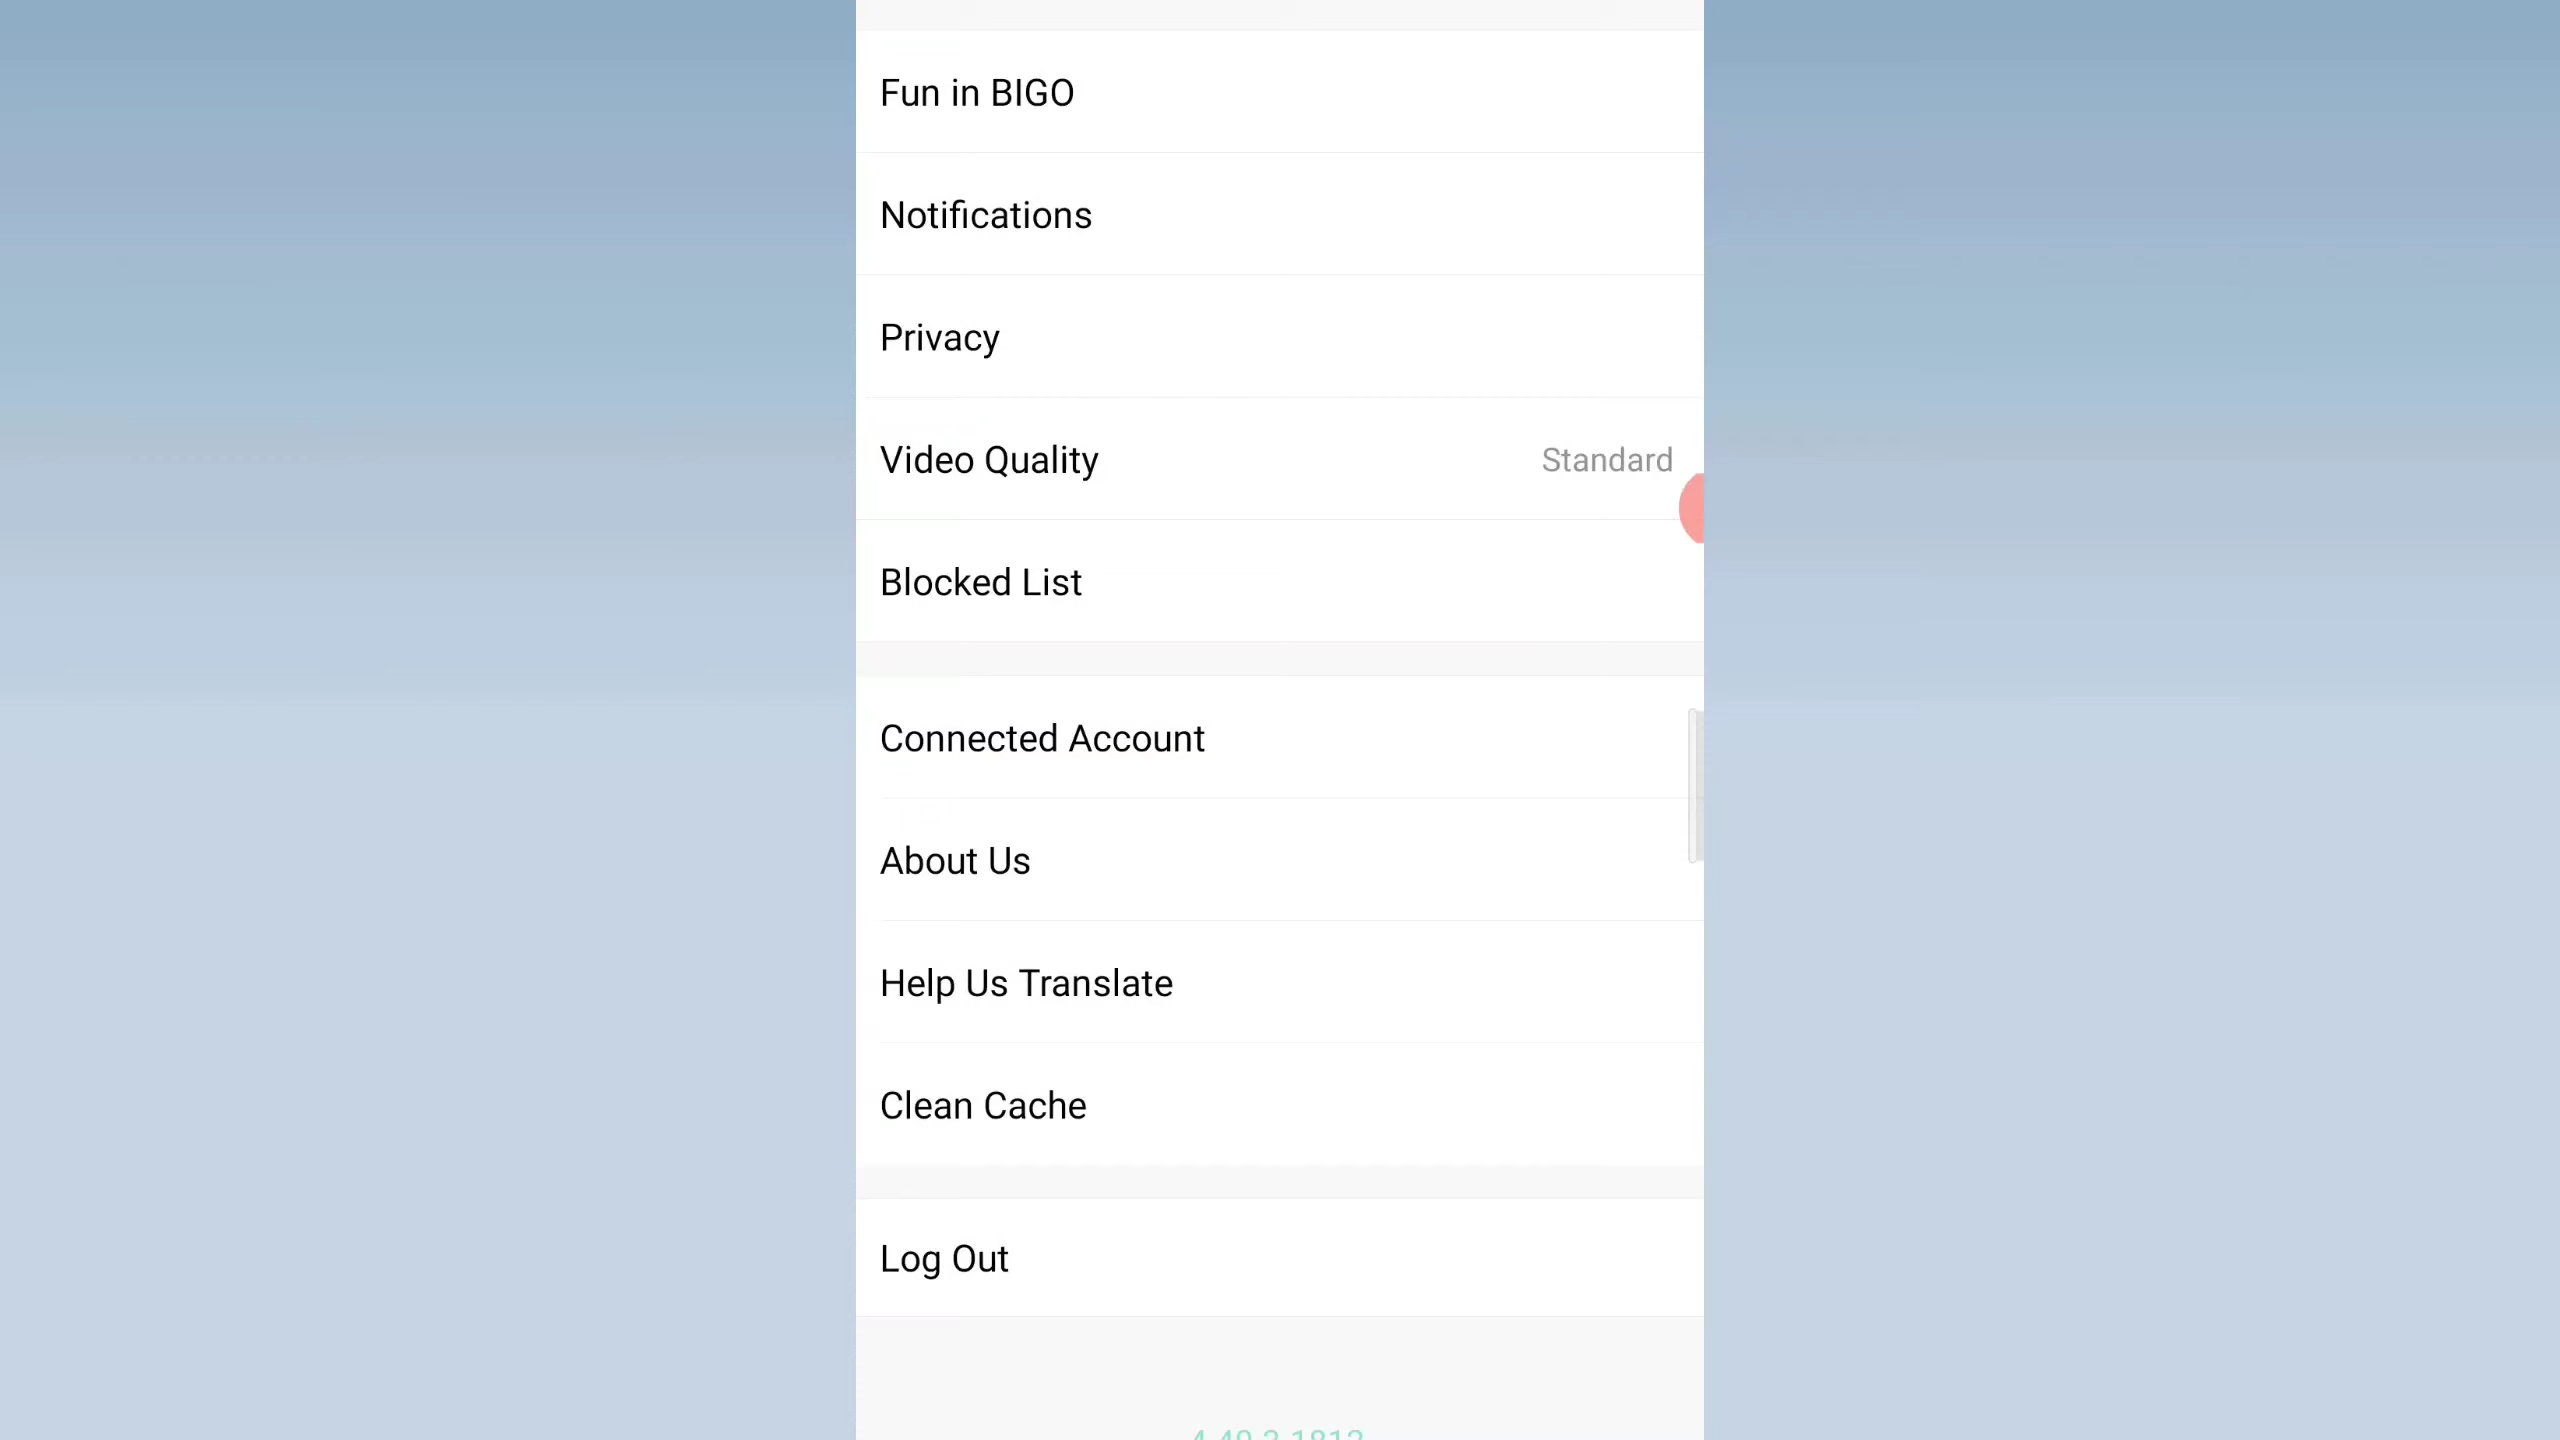 Fun in BIGO
Notifications
Privacy
Video Quality
Standard
Blocked List
Connected Account
About Us
Help Us Translate
Clean Cache
Log Out